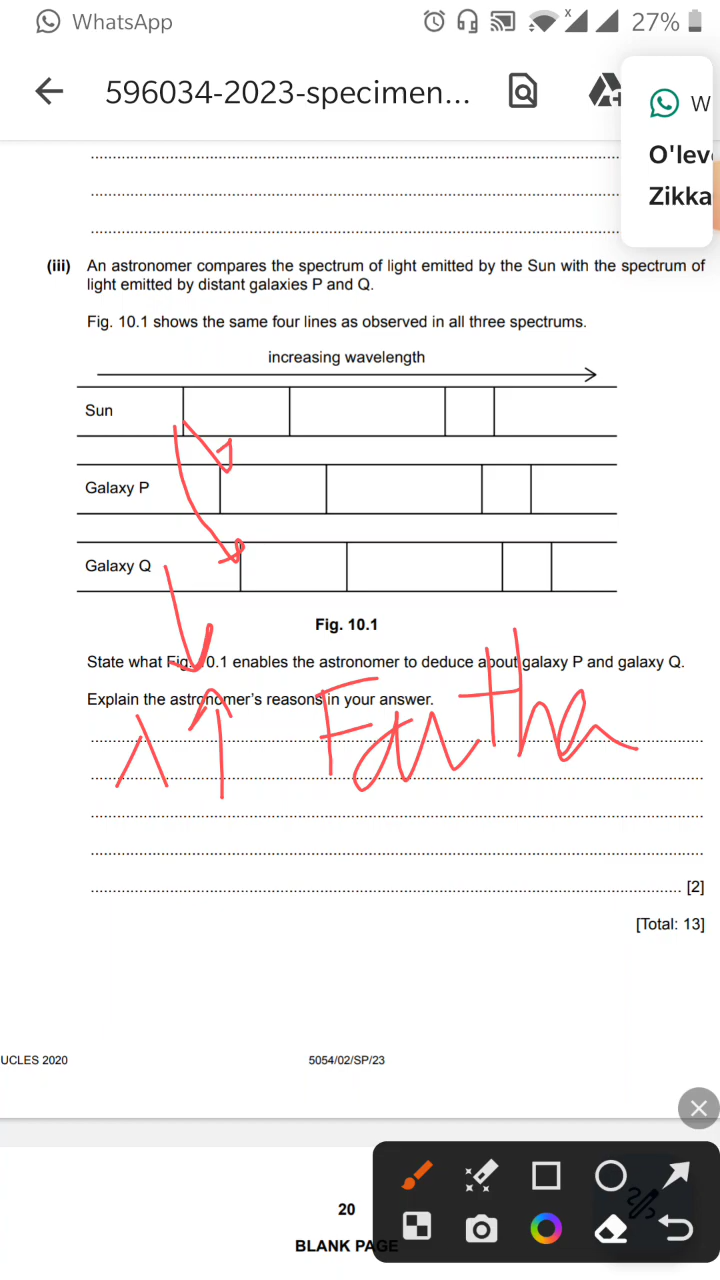 WhatsApp 27%
596034-2023-specimen...
W
O'lev
Zikka
(iii) An astronomer compares the spectrum of light emitted by the Sun with the spectrum of
light emitted by distant galaxies P and Q.
Fig. 10.1 shows the same four lines as observed in all three spectrums.
increasing wavelength
Sun
Galaxy P
Galaxy Q
Fig. 10.1
State what Fig. 10.1 enables the astronomer to deduce about galaxy P and galaxy Q.
Explain the astronomer's reasons in your answer.
λ ↑ Farther
[2]
[Total: 13]
UCLES 2020 5054/02/SP/23
20
BLANK PAGE